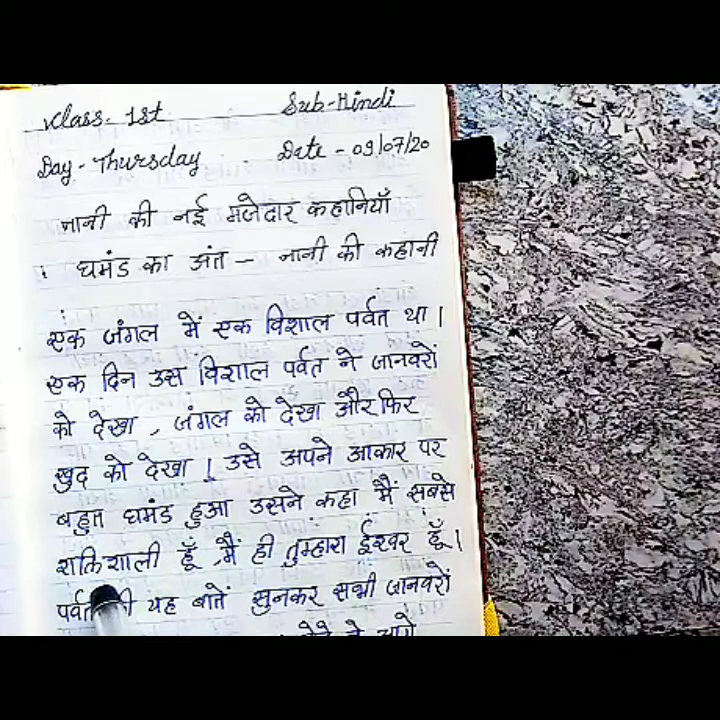 Class- 1st Sub-Hindi
Day- Thursday Date - 09/07/20
नानी की नई मजेदार कहानियाँ
घमंड का अंत – नानी की कहानी
एक जंगल में एक विशाल पर्वत था।
एक दिन उस विशाल पर्वत ने जानवरों
को देखा, जंगल को देखा और फिर
खुद को देखा। उसे अपने आकार पर
बहुत घमंड हुआ उसने कहा मैं सबसे
शक्तिशाली हूँ, मैं ही तुम्हारा ईश्वर हूँ।
यह बातें सुनकर सभी जानवरों